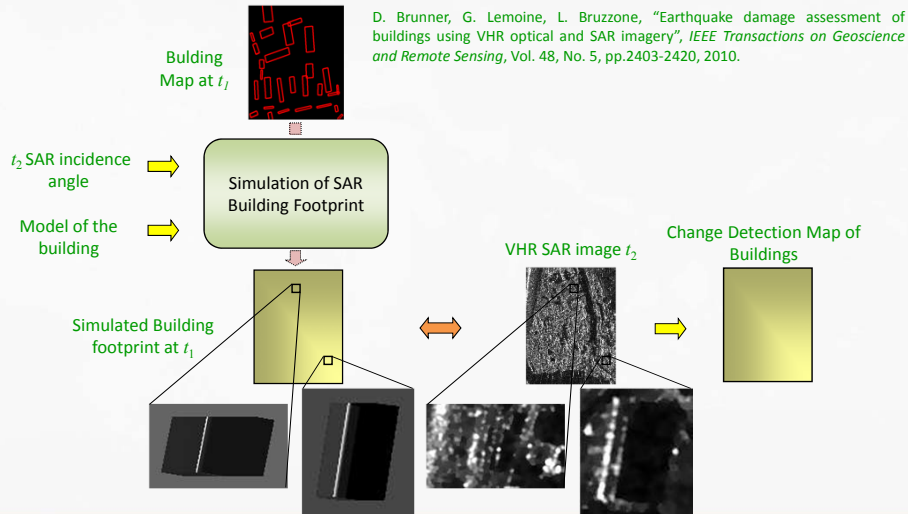 D. Brunner, G. Lemoine, L. Bruzzone, “Earthquake damage assessment of
buildings using VHR optical and SAR imagery”, IEEE Transactions on Geoscience
and Remote Sensing, Vol. 48, No. 5, pp.2403-2420, 2010.
Bulding
Map at t1
t2 SAR incidence
angle
Simulation of SAR
Building Footprint
Model of the
building
VHR SAR image t2
Change Detection Map of
Buildings
Simulated Building
footprint at t1